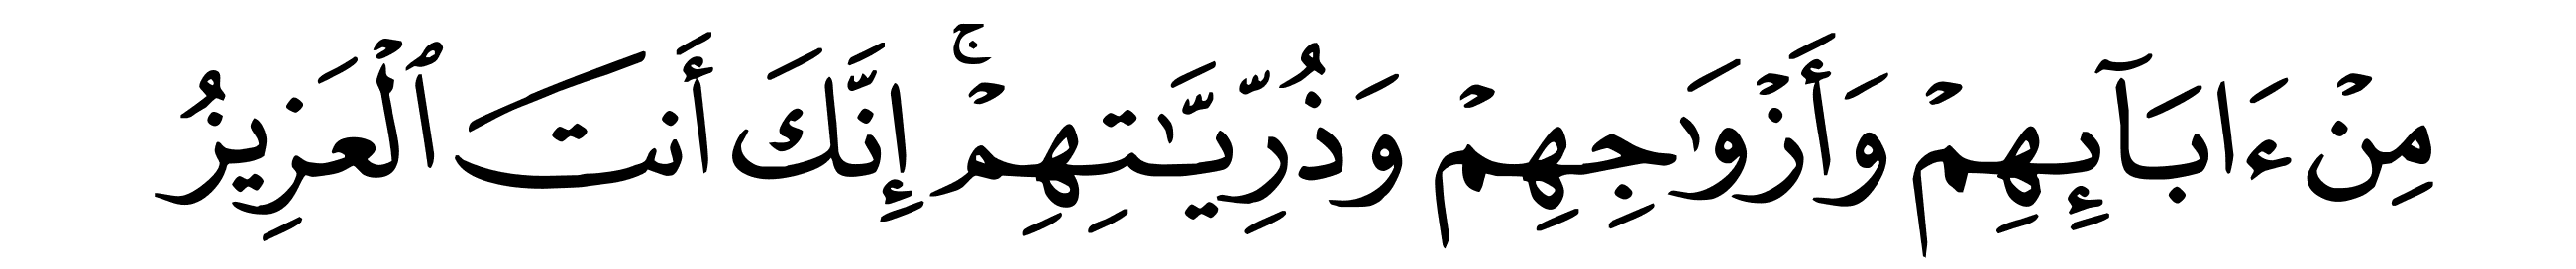 مِنْ ءَابَآئِهِمْ وَأَزْوَٰجِهِمْ وَذُرِّيَّـٰتِهِمْ ۚ إِنَّكَ أَنتَ ٱلْعَزِيزُ